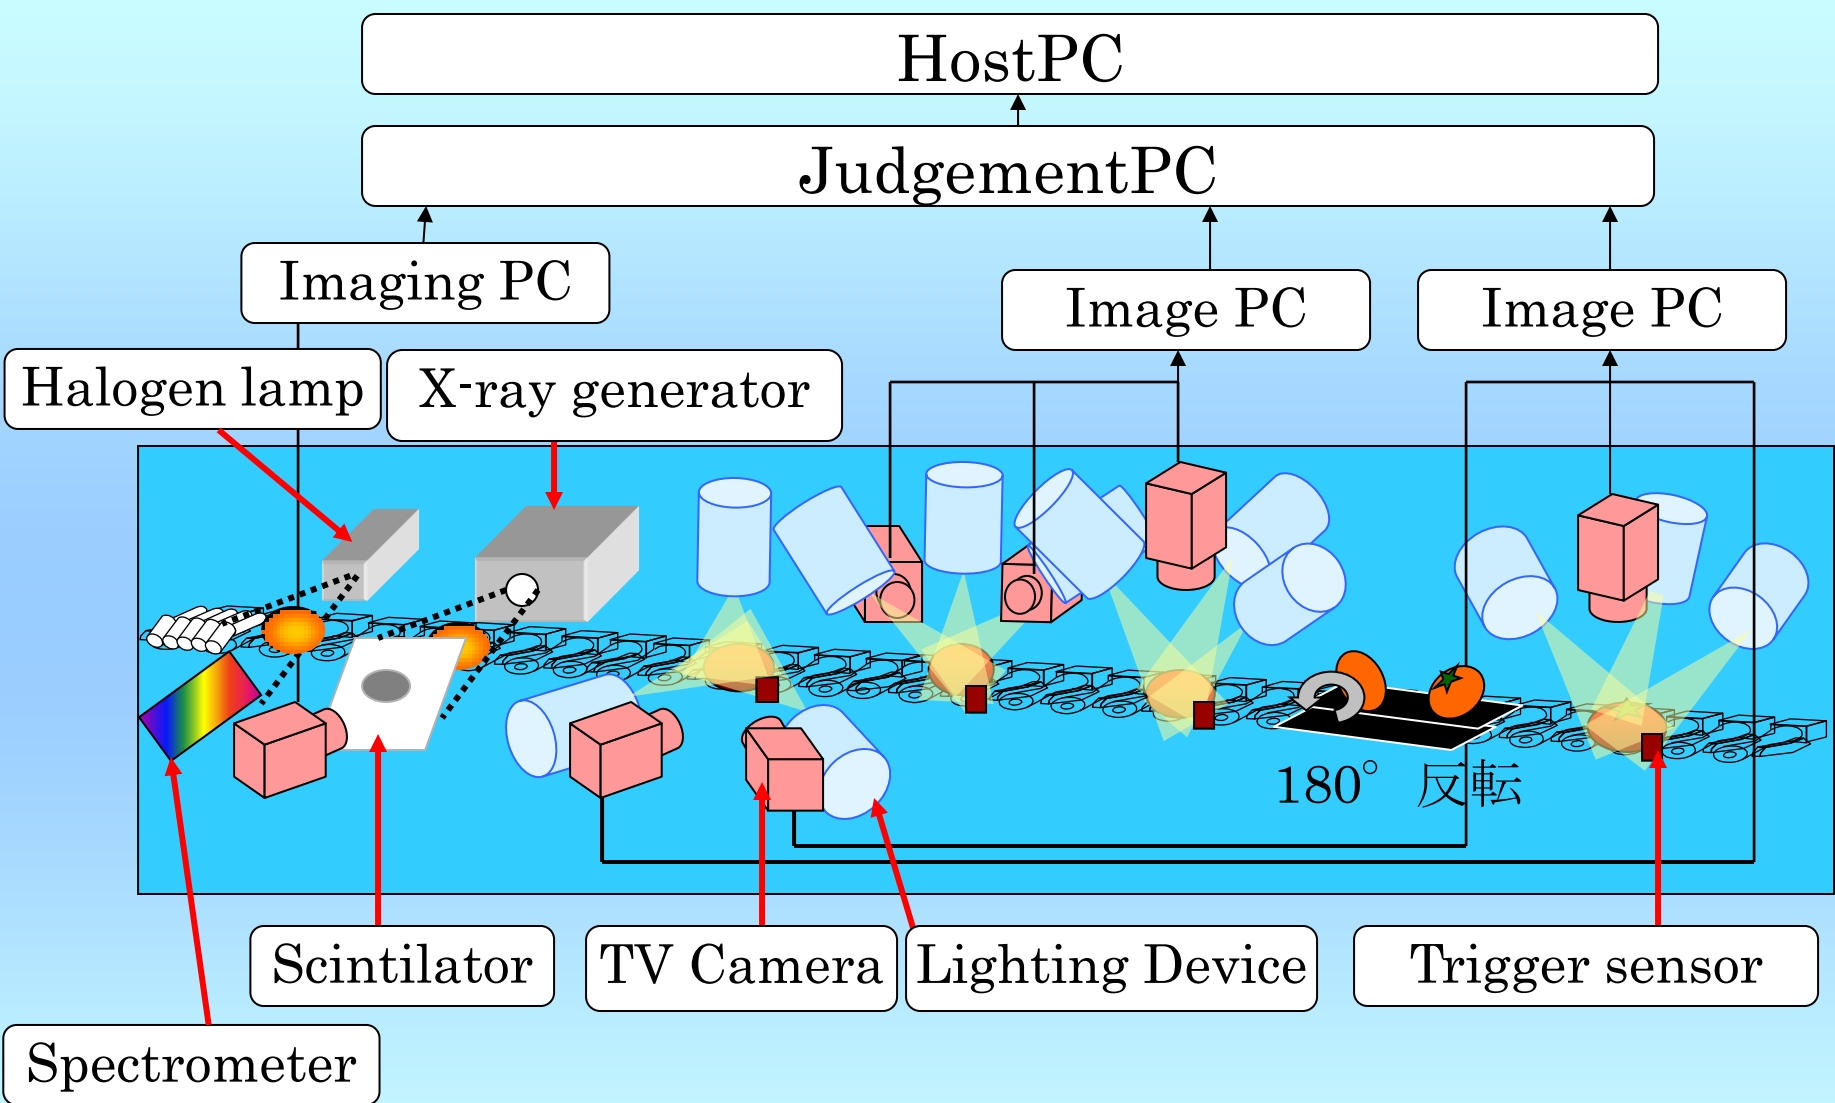 HostPC
JudgementPC
Imaging PC
Image PC
Image PC
Halogen lamp
X-ray generator
180° 反転
Scintilator
TV Camera
Lighting Device
Trigger sensor
Spectrometer